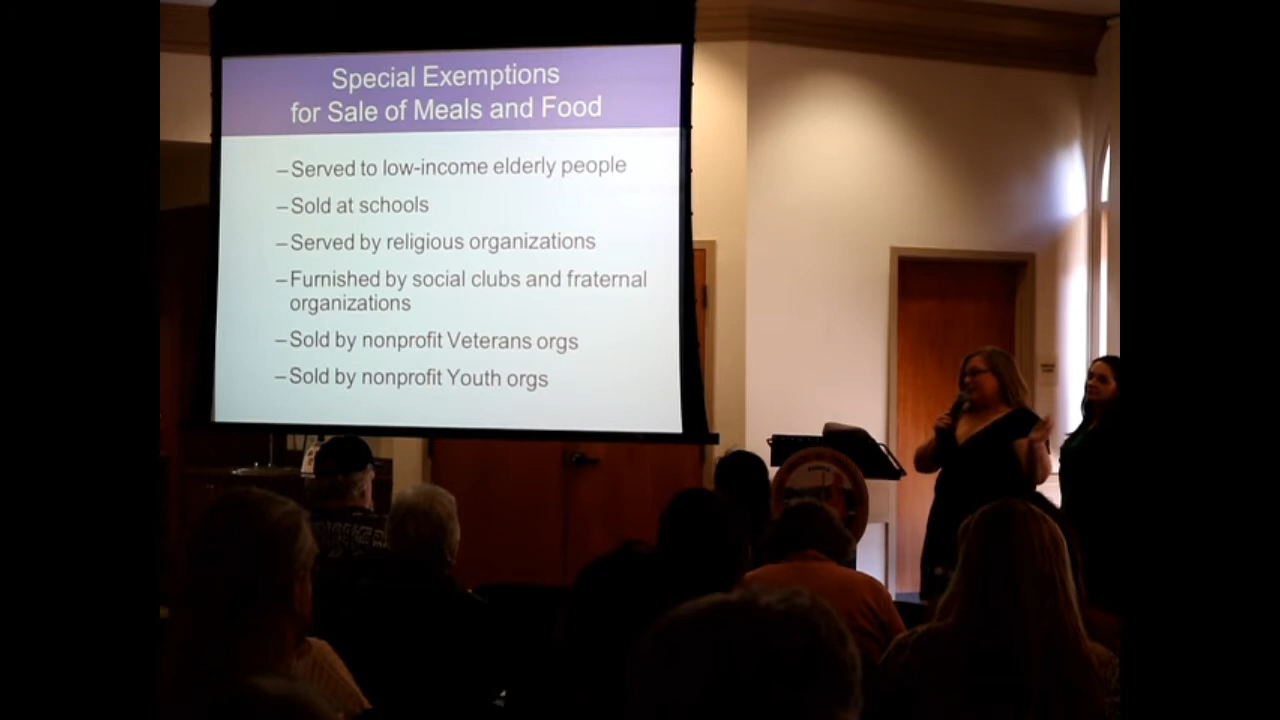 Special Exemptions
for Sale of Meals and Food
–Served to low-income elderly people
–Sold at schools
–Served by religious organizations
–Furnished by social clubs and fraternal
organizations
–Sold by nonprofit Veterans orgs
–Sold by nonprofit Youth orgs